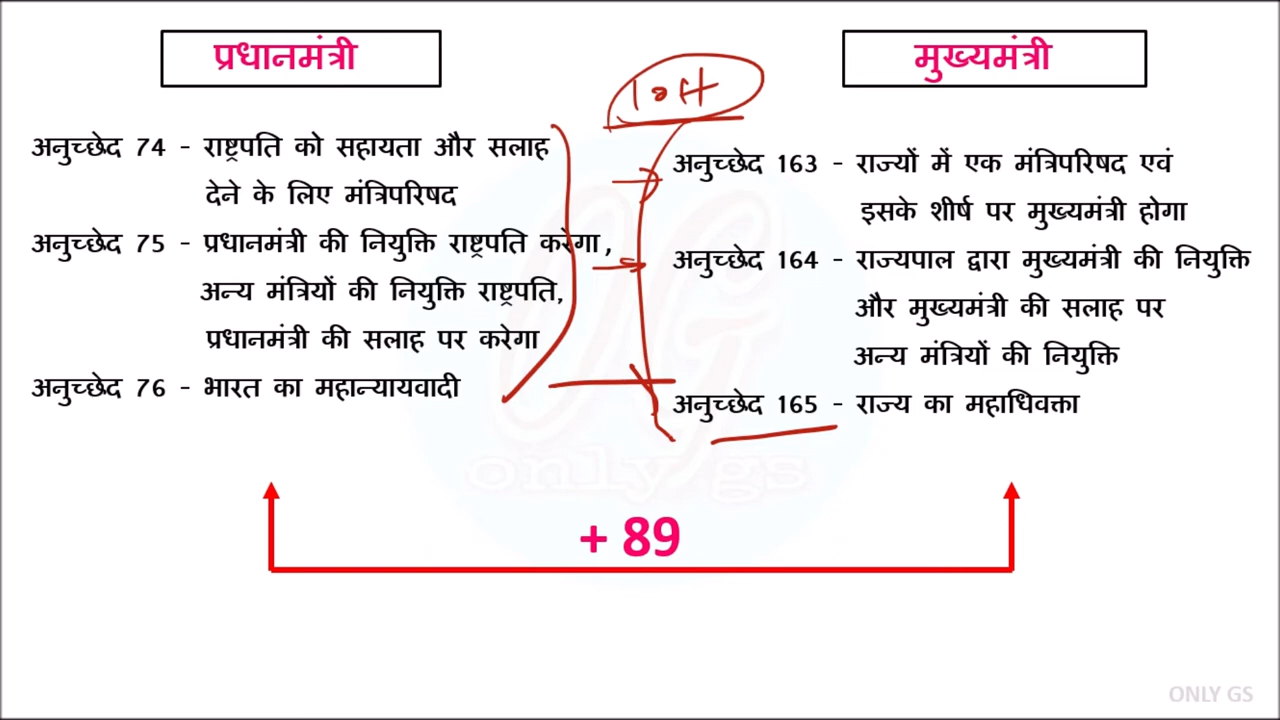 प्रधानमंत्री
अनुच्छेद 74 - राष्ट्रपति को सहायता और सलाह
देने के लिए मंत्रिपरिषद
अनुच्छेद 75 - प्रधानमंत्री की नियुक्ति राष्ट्रपति करेगा,
अन्य मंत्रियों की नियुक्ति राष्ट्रपति,
प्रधानमंत्री की सलाह पर करेगा
अनुच्छेद 76 - भारत का महान्यायवादी
मुख्यमंत्री
अनुच्छेद 163 - राज्यों में एक मंत्रिपरिषद एवं
इसके शीर्ष पर मुख्यमंत्री होगा
अनुच्छेद 164 - राज्यपाल द्वारा मुख्यमंत्री की नियुक्ति
और मुख्यमंत्री की सलाह पर
अन्य मंत्रियों की नियुक्ति
अनुच्छेद 165 - राज्य का महाधिवक्ता
only gs
+ 89
ONLY GS